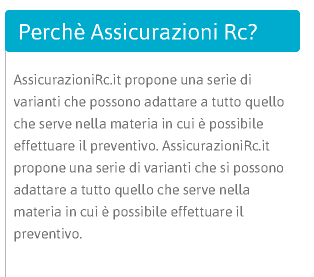 Perchè Assicurazioni Rc?
AssicurazioniRc.it propone una serie di
varianti che possono adattare a tutto quello
che serve nella materia in cui è possibile
effettuare il preventivo. AssicurazioniRc.it
propone una serie di varianti che si possono
adattare a tutto quello che serve nella
materia in cui è possibile effettuare il
preventivo.